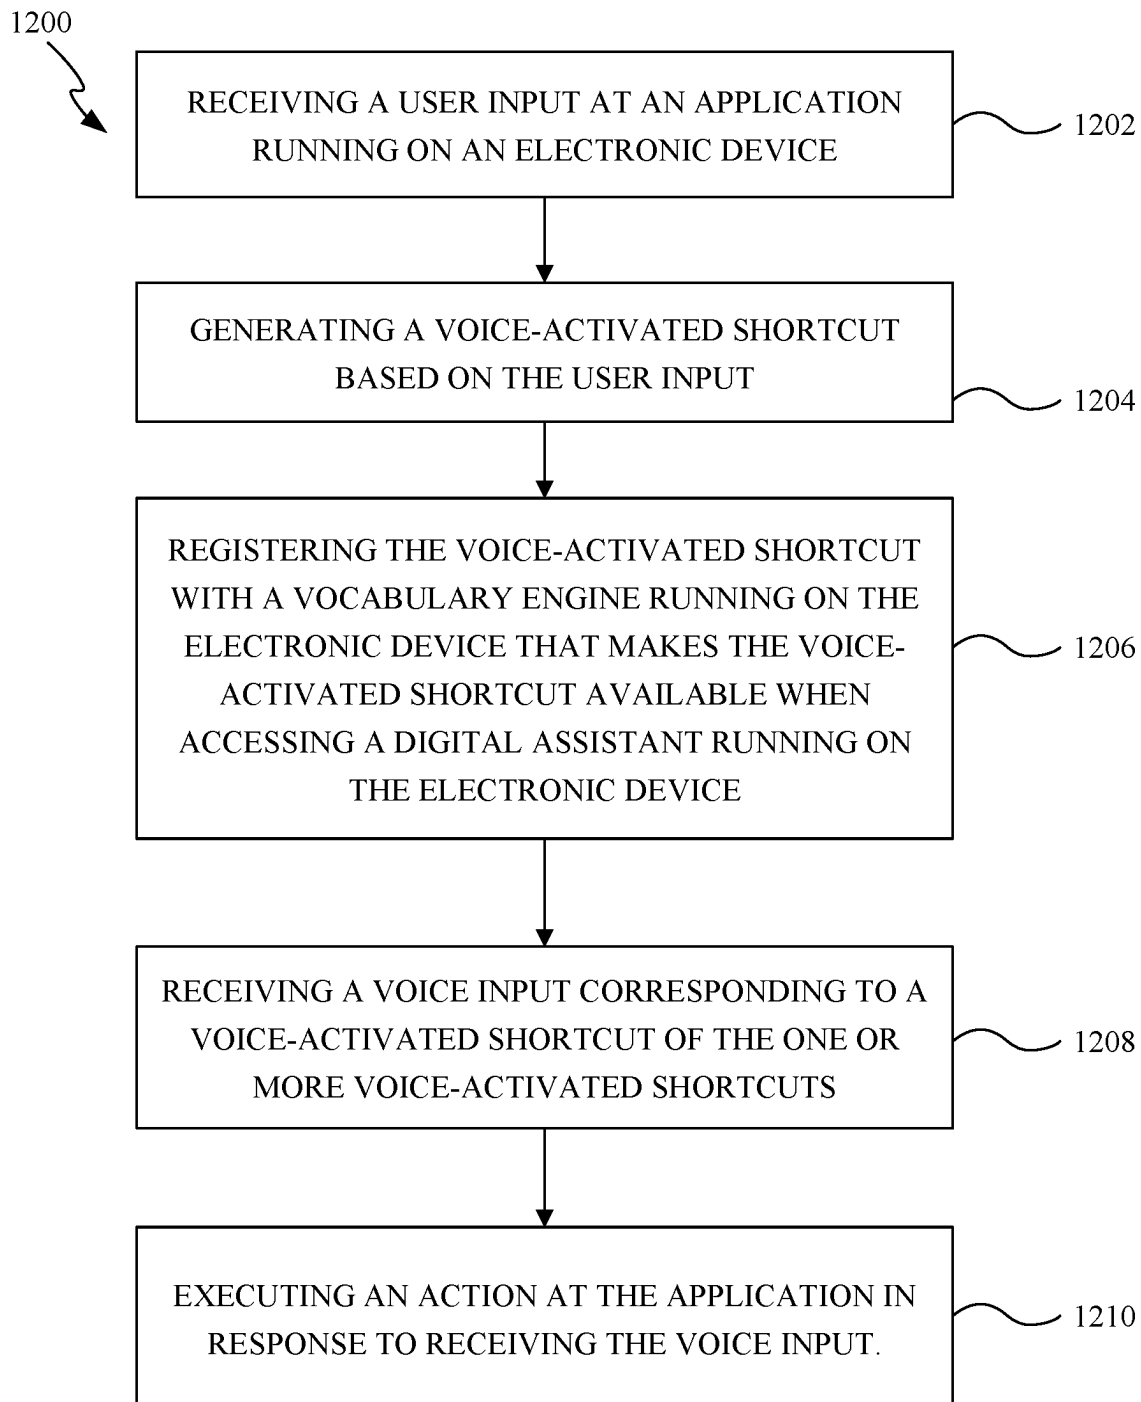 1200
RECEIVING A USER INPUT AT AN APPLICATION
RUNNING ON AN ELECTRONIC DEVICE
1202
GENERATING A VOICE-ACTIVATED SHORTCUT
BASED ON THE USER INPUT
1204
REGISTERING THE VOICE-ACTIVATED SHORTCUT
WITH A VOCABULARY ENGINE RUNNING ON THE
ELECTRONIC DEVICE THAT MAKES THE VOICE-
ACTIVATED SHORTCUT AVAILABLE WHEN
ACCESSING A DIGITAL ASSISTANT RUNNING ON
THE ELECTRONIC DEVICE
1206
RECEIVING A VOICE INPUT CORRESPONDING TO A
VOICE-ACTIVATED SHORTCUT OF THE ONE OR
MORE VOICE-ACTIVATED SHORTCUTS
1208
EXECUTING AN ACTION AT THE APPLICATION IN
RESPONSE TO RECEIVING THE VOICE INPUT.
1210